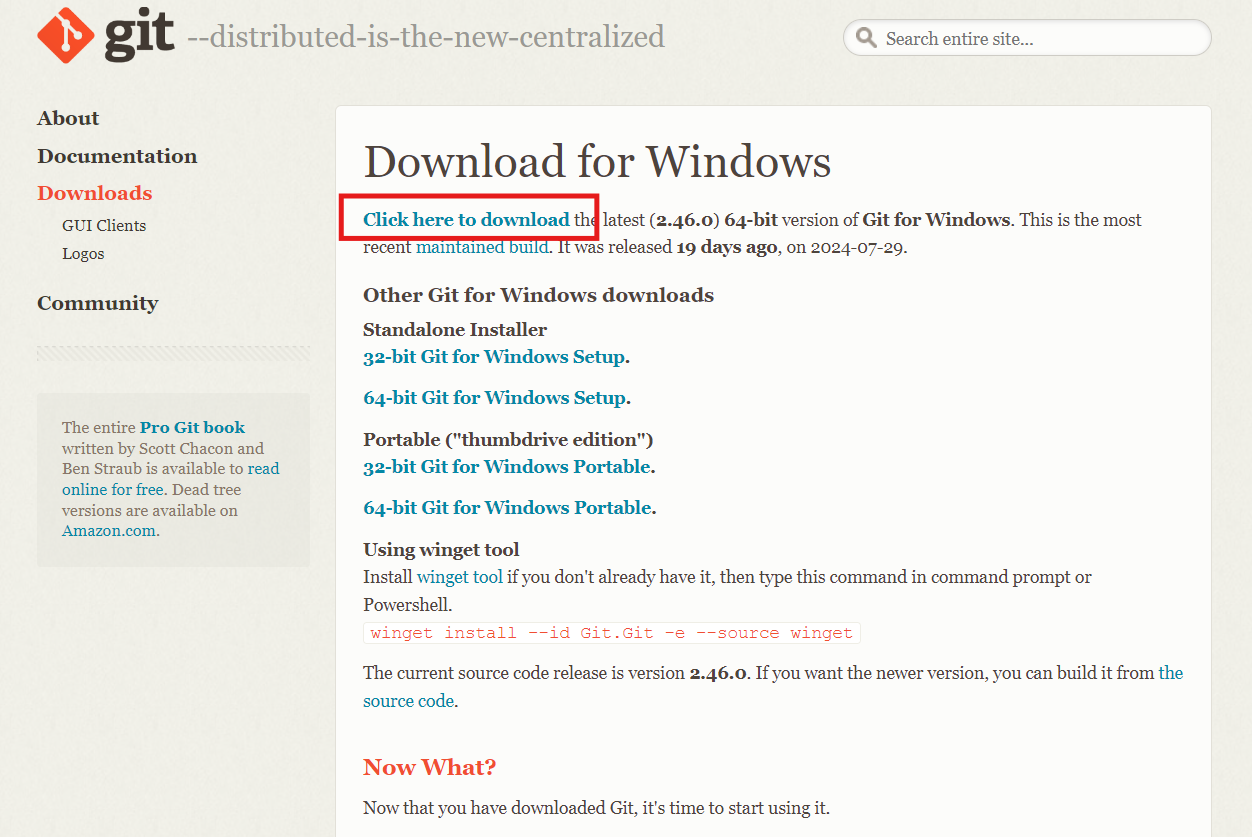 git --distributed-is-the-new-centralized
Search entire site...
About
Documentation
Downloads
GUI Clients
Logos
Community
The entire Pro Git book
written by Scott Chacon and
Ben Straub is available to read
online for free. Dead tree
versions are available on
Amazon.com.
Download for Windows
Click here to download the latest (2.46.0) 64-bit version of Git for Windows. This is the most
recent maintained build. It was released 19 days ago, on 2024-07-29.
Other Git for Windows downloads
Standalone Installer
32-bit Git for Windows Setup.
64-bit Git for Windows Setup.
Portable ("thumbdrive edition")
32-bit Git for Windows Portable.
64-bit Git for Windows Portable.
Using winget tool
Install winget tool if you don't already have it, then type this command in command prompt or
Powershell.
winget install --id Git.Git -e --source winget
The current source code release is version 2.46.0. If you want the newer version, you can build it from the
source code.
Now What?
Now that you have downloaded Git, it's time to start using it.